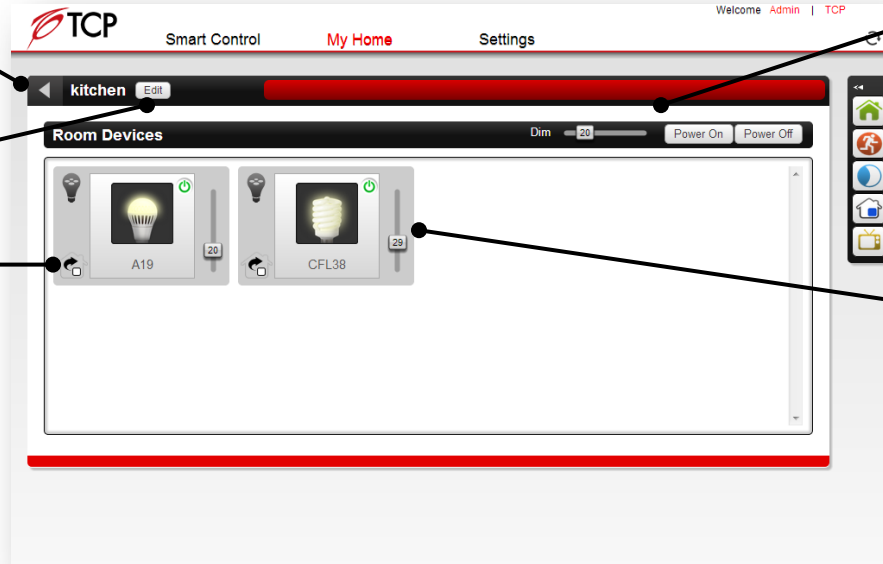 Welcome Admin | TCP
TCP
Smart Control My Home Settings
kitchen Edit
Room Devices Dim 20 Power On Power Off
20
29
A19 CFL38